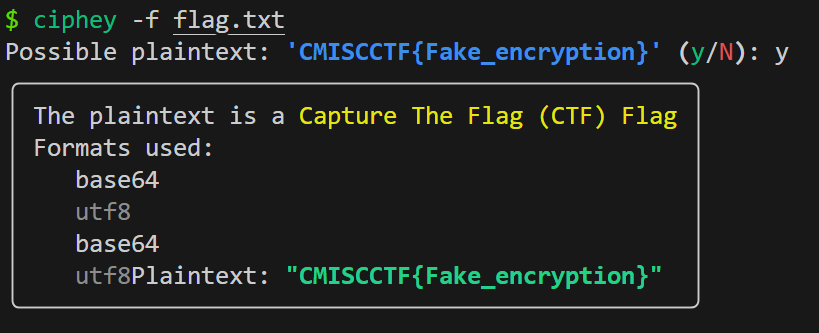 $ ciphey -f flag.txt
Possible plaintext: 'CMISCCTF{Fake_encryption}' (y/N): y
The plaintext is a Capture The Flag (CTF) Flag
Formats used:
base64
utf8
base64
utf8Plaintext: "CMISCCTF{Fake_encryption}"